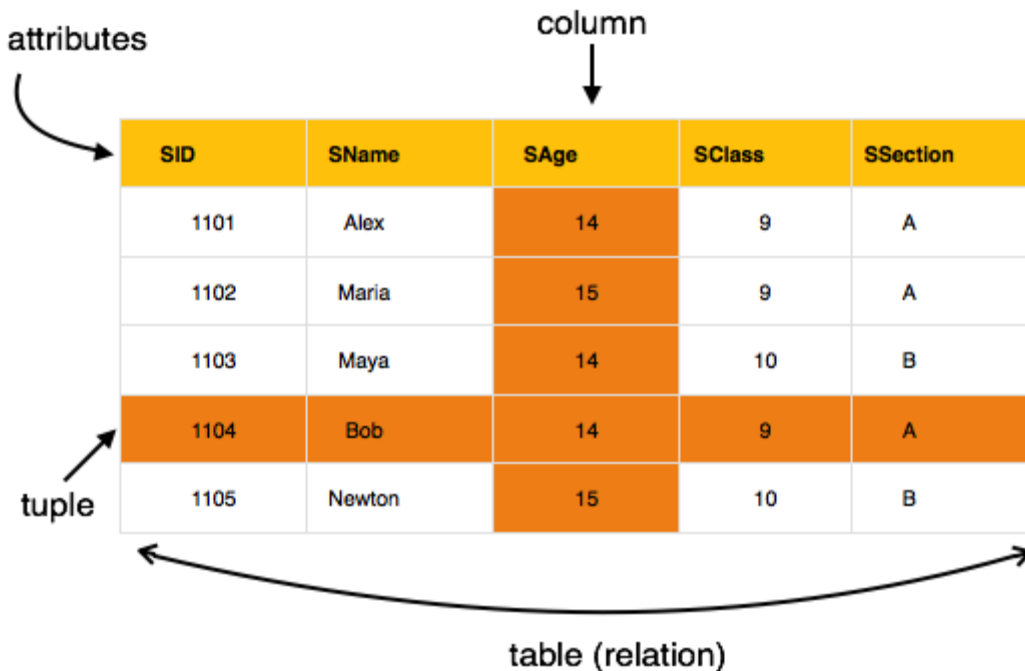 attributes
column
SID SName SAge SClass SSection
1101 Alex 14 9 A
1102 Maria 15 9 A
1103 Maya 14 10 B
1104 Bob 14 9 A
tuple
1105 Newton 15 10 B
table (relation)